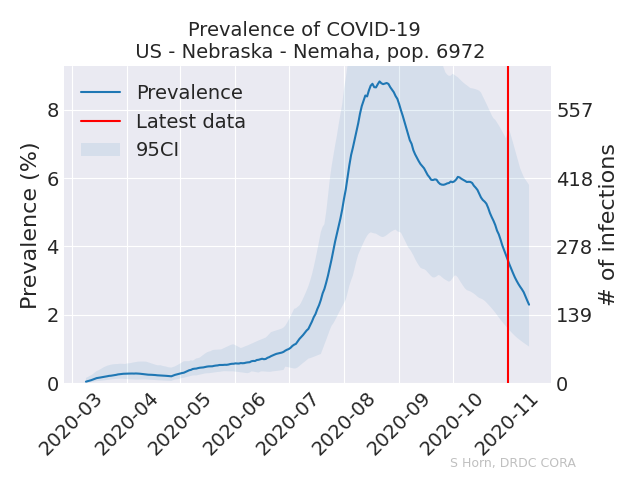 Prevalence of COVID-19
US - Nebraska - Nemaha, pop. 6972
Prevalence
Latest data
95CI
Prevalence (%)
8
6
4
2
0
557
418
278
139
0
# of infections
2020-03
2020-04
2020-05
2020-06
2020-07
2020-08
2020-09
2020-10
2020-11
S Horn, DRDC CORA